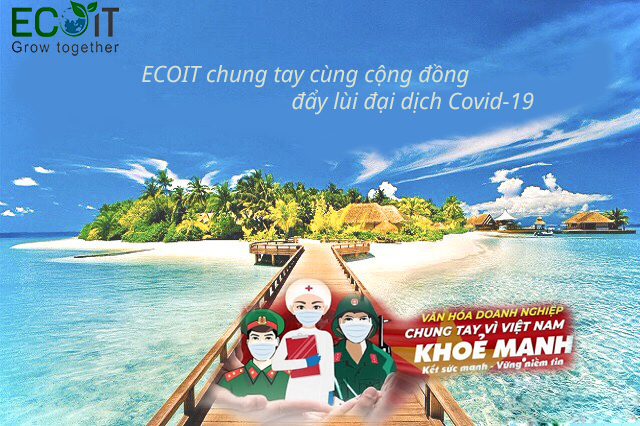 ECOIT
Grow together
ECOIT chung tay cùng cộng đồng
đẩy lùi đại dịch Covid-19
VĂN HÓA DOANH NGHIỆP
CHUNG TAY VÌ VIỆT NAM
KHOẺ MẠNH
Kết sức mạnh - Vững niềm tin